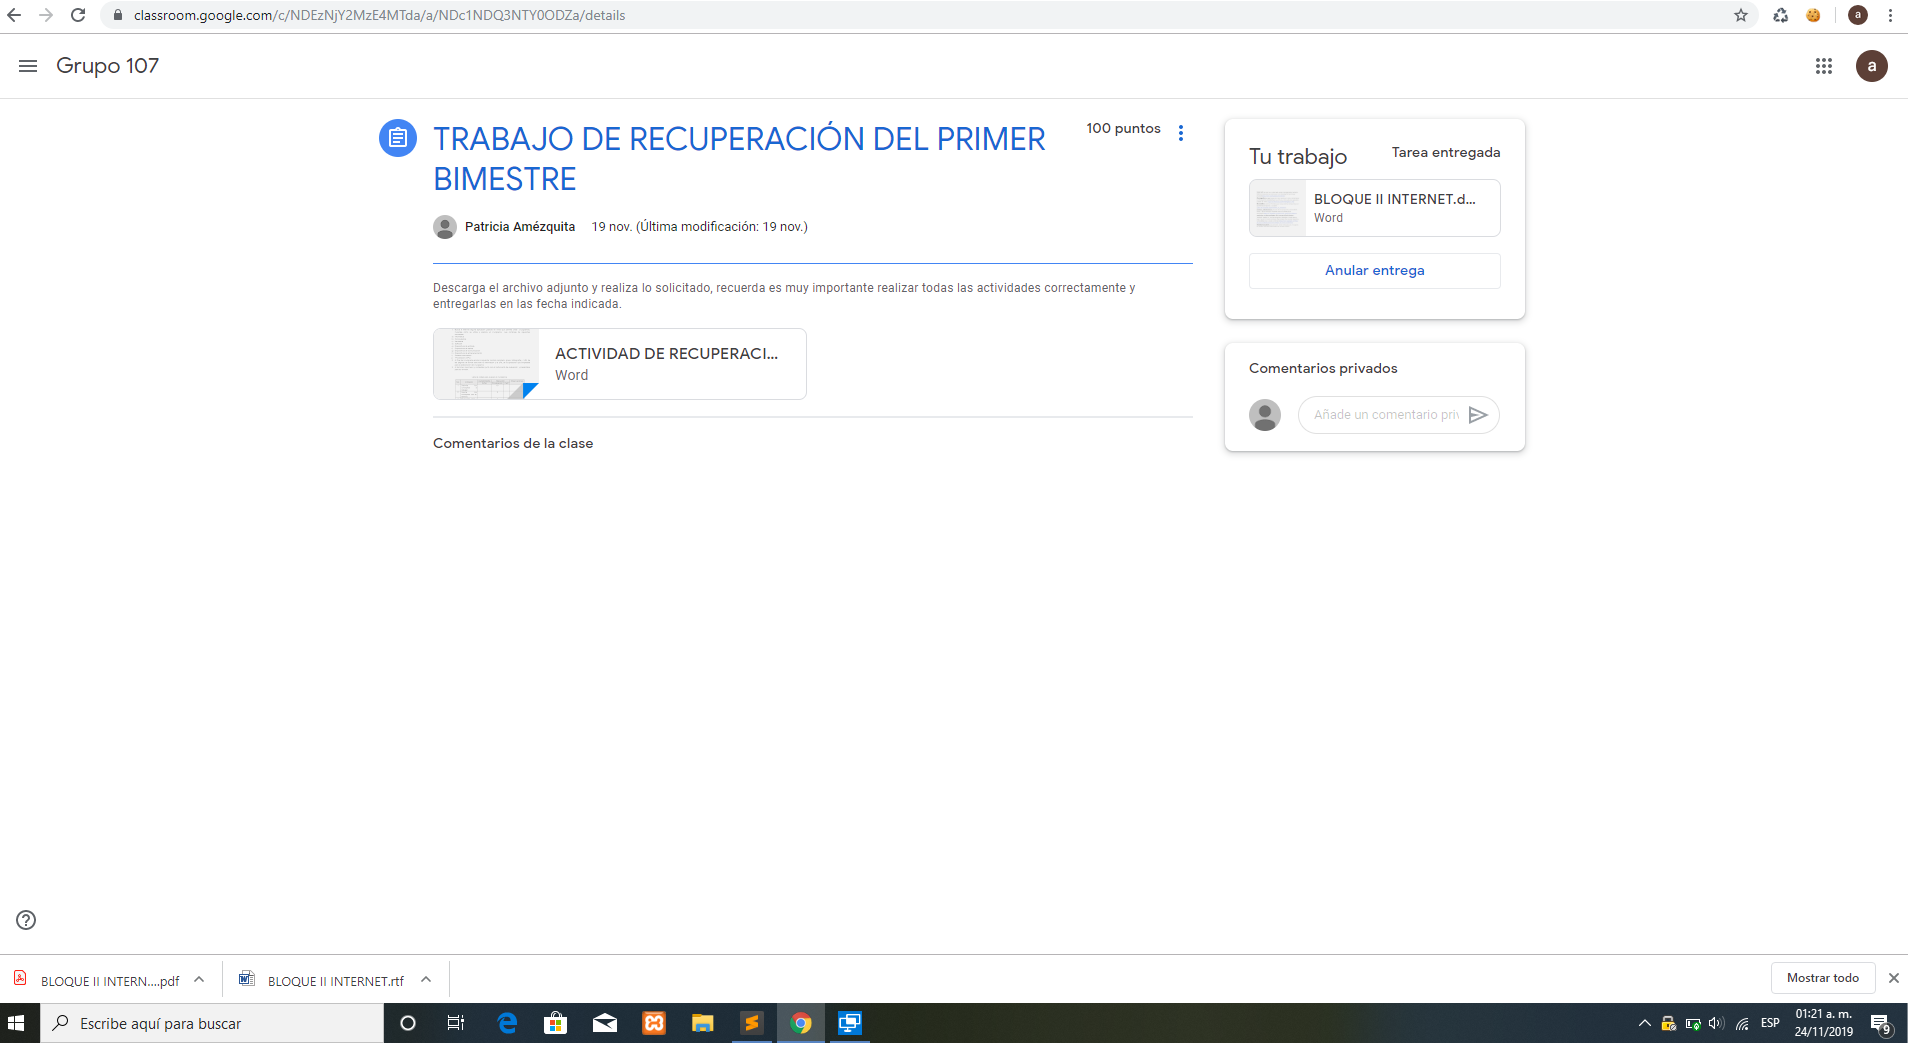 classroom.google.com/c/NDEzNjY2MzE4MTda/a/NDc1NDQ3NTY0ODZa/details
a
Grupo 107
a
TRABAJO DE RECUPERACIÓN DEL PRIMER
BIMESTRE
100 puntos
Patricia Amézquita 19 nov. (Última modificación: 19 nov.)
Descarga el archivo adjunto y realiza lo solicitado, recuerda es muy importante realizar todas las actividades correctamente y
entregarlas en las fecha indicada.
ACTIVIDAD DE RECUPERACI...
Word
Comentarios de la clase
Tu trabajo
Tarea entregada
BLOQUE II INTERNET.d...
Word
Anular entrega
Comentarios privados
Añade un comentario priv
BLOQUE II INTERN....pdf
BLOQUE II INTERNET.rtf
Mostrar todo
Escribe aquí para buscar
ESP
01:21 a. m.
24/11/2019
9